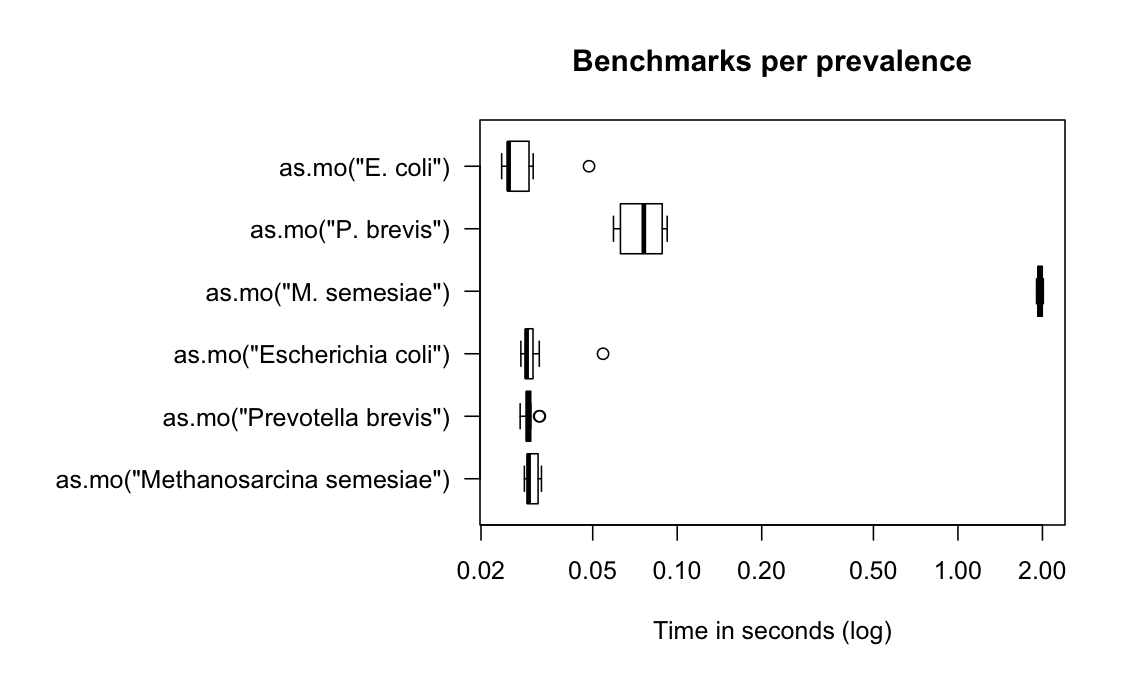 Benchmarks per prevalence
as.mo("E. coli")
as.mo("P. brevis")
as.mo("M. semesiae")
as.mo("Escherichia coli")
as.mo("Prevotella brevis")
as.mo("Methanosarcina semesiae")
0.02 0.05 0.10 0.20 0.50 1.00 2.00
Time in seconds (log)